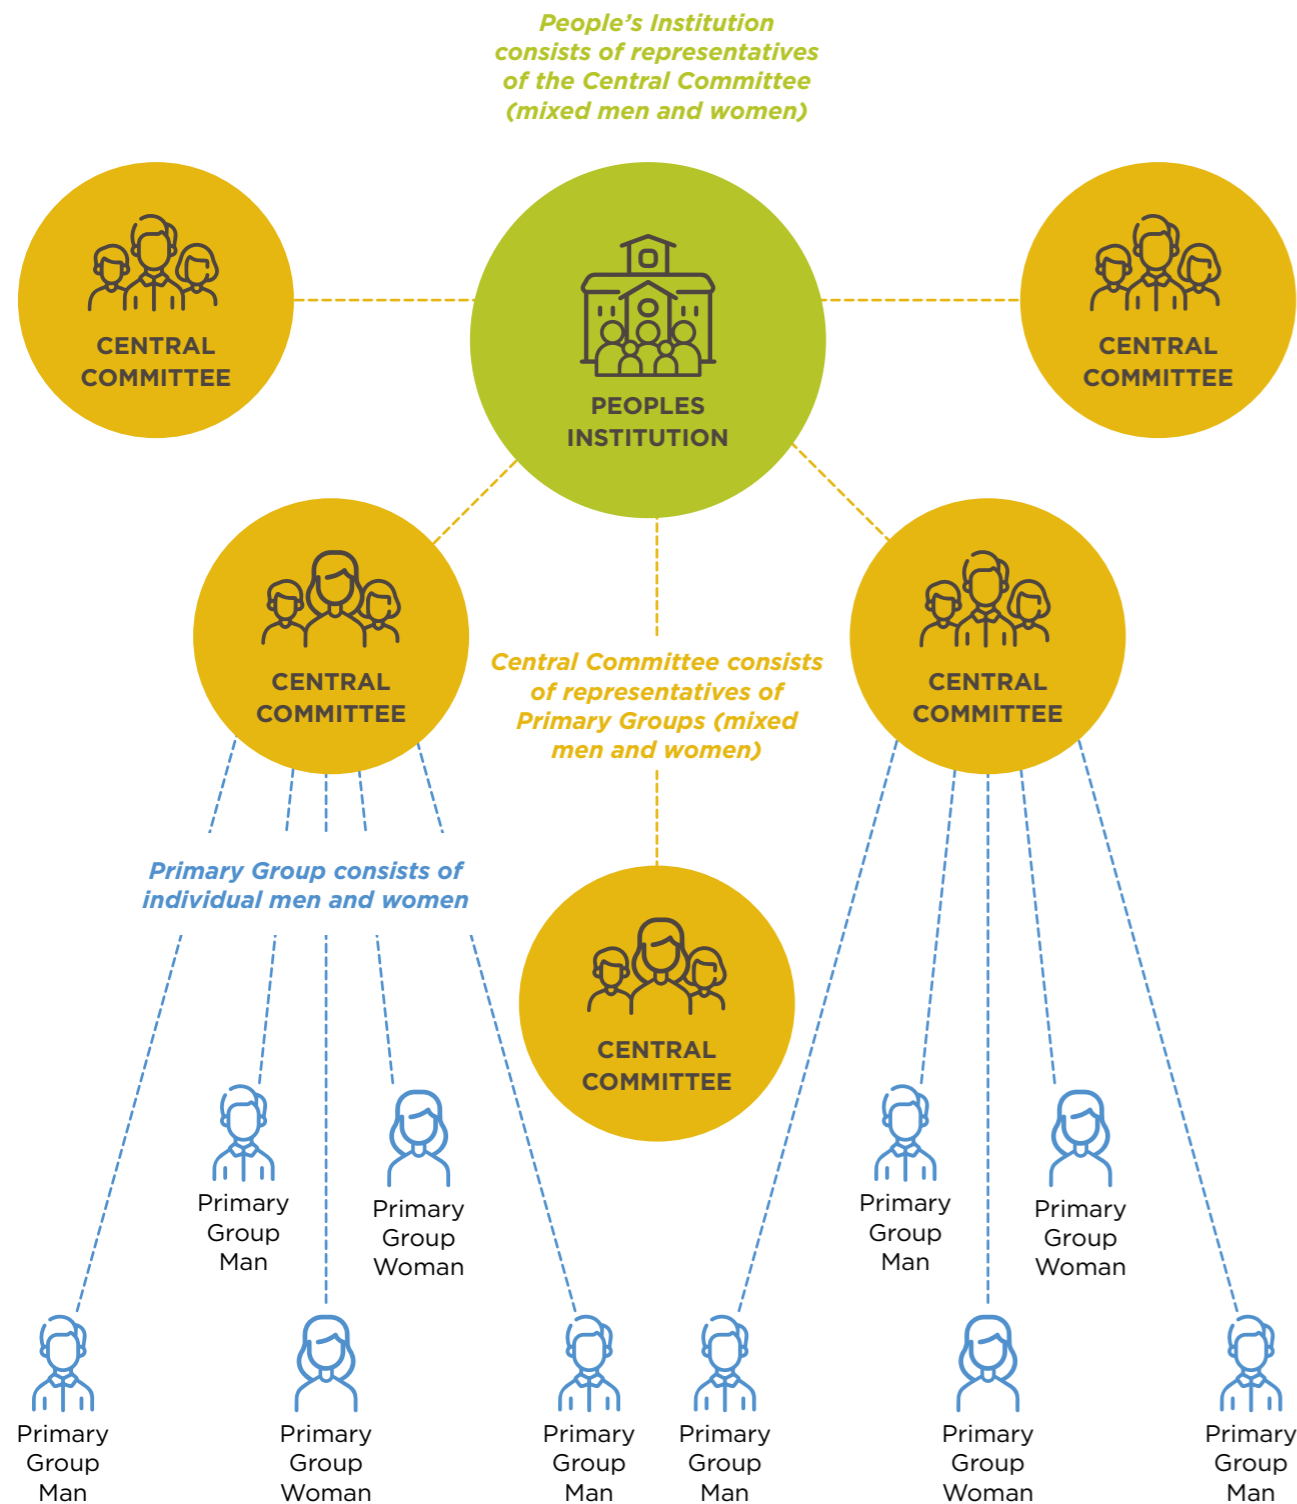 People's Institution
consists of representatives
of the Central Committee
(mixed men and women)
CENTRAL
COMMITTEE
PEOPLES
INSTITUTION
CENTRAL
COMMITTEE
CENTRAL
COMMITTEE
Central Committee consists
of representatives of
Primary Groups (mixed
men and women)
CENTRAL
COMMITTEE
Primary Group consists of
individual men and women
CENTRAL
COMMITTEE
Primary
Group
Man
Primary
Group
Woman
Primary
Group
Man
Primary
Group
Woman
Primary
Group
Man
Primary
Group
Woman
Primary
Group
Man
Primary
Group
Man
Primary
Group
Woman
Primary
Group
Man